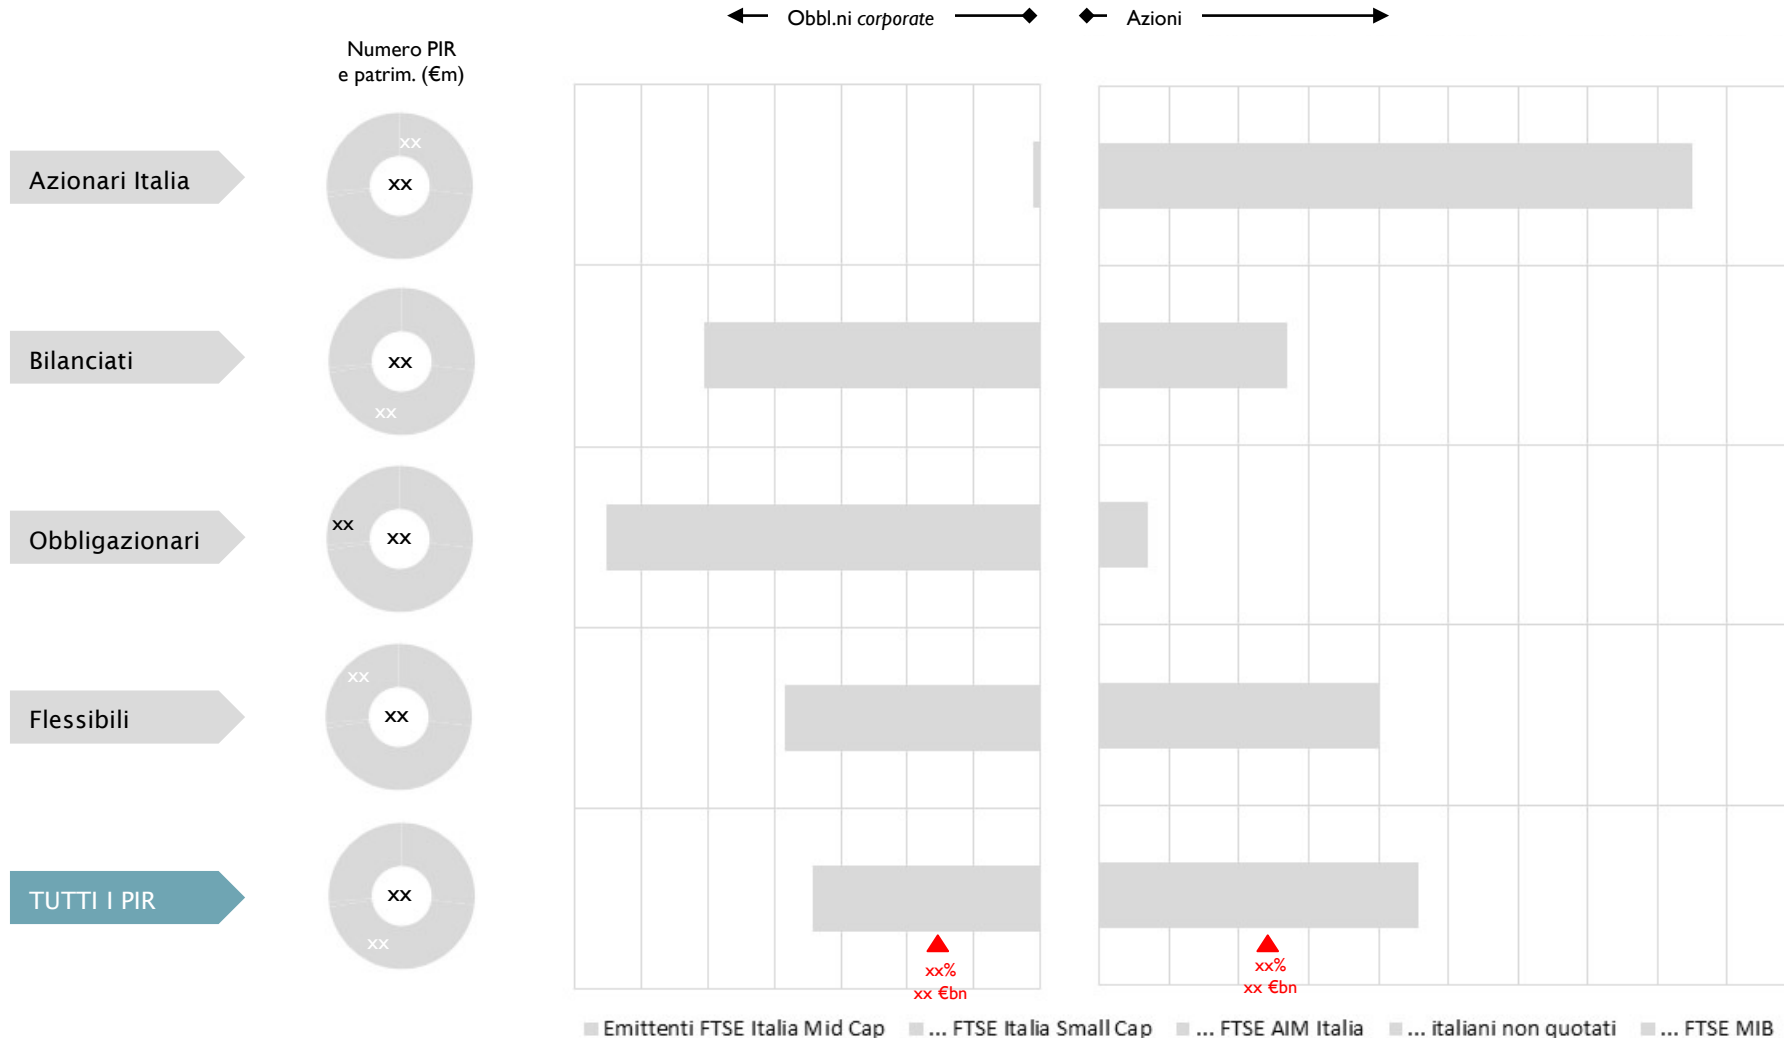 Obbl.ni corporate
Azioni
Numero PIR
e patrim. (€m)
Azionari Italia
xx
xx
Bilanciati
xx
xx
Obbligazionari
xx
xx
Flessibili
xx
xx
TUTTI I PIR
xx
xx
xx%
xx €bn
xx%
xx €bn
Emittenti FTSE Italia Mid Cap
... FTSE Italia Small Cap
... FTSE AIM Italia
... italiani non quotati
... FTSE MIB